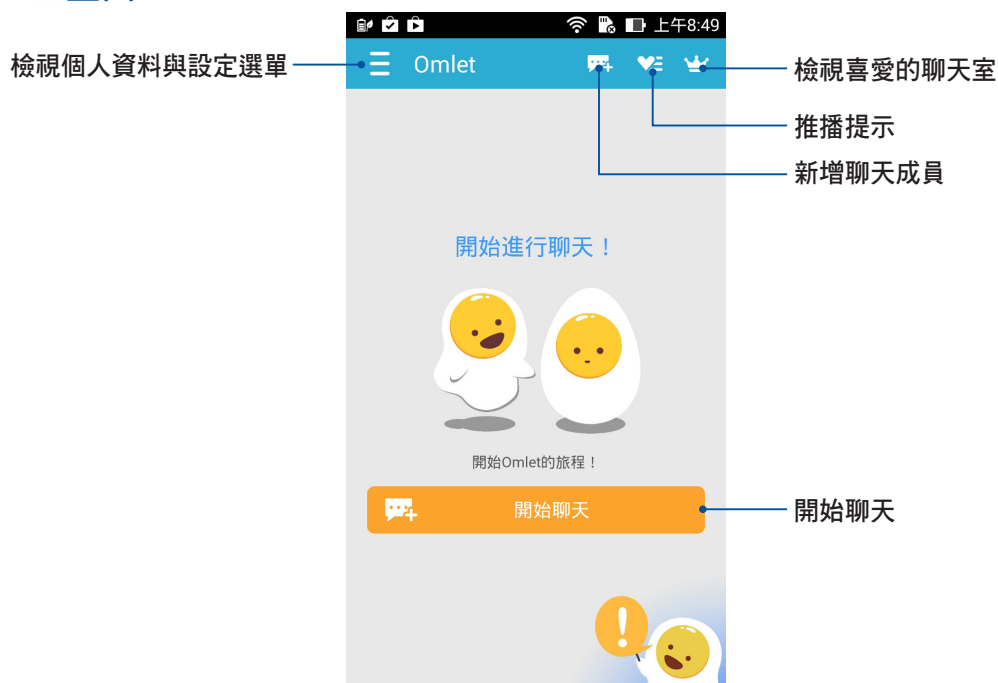 上午8:49
檢視個人資料與設定選單
Omlet
檢視喜愛的聊天室
推播提示
新增聊天成員
開始進行聊天！
開始Omlet的旅程！
開始聊天
開始聊天